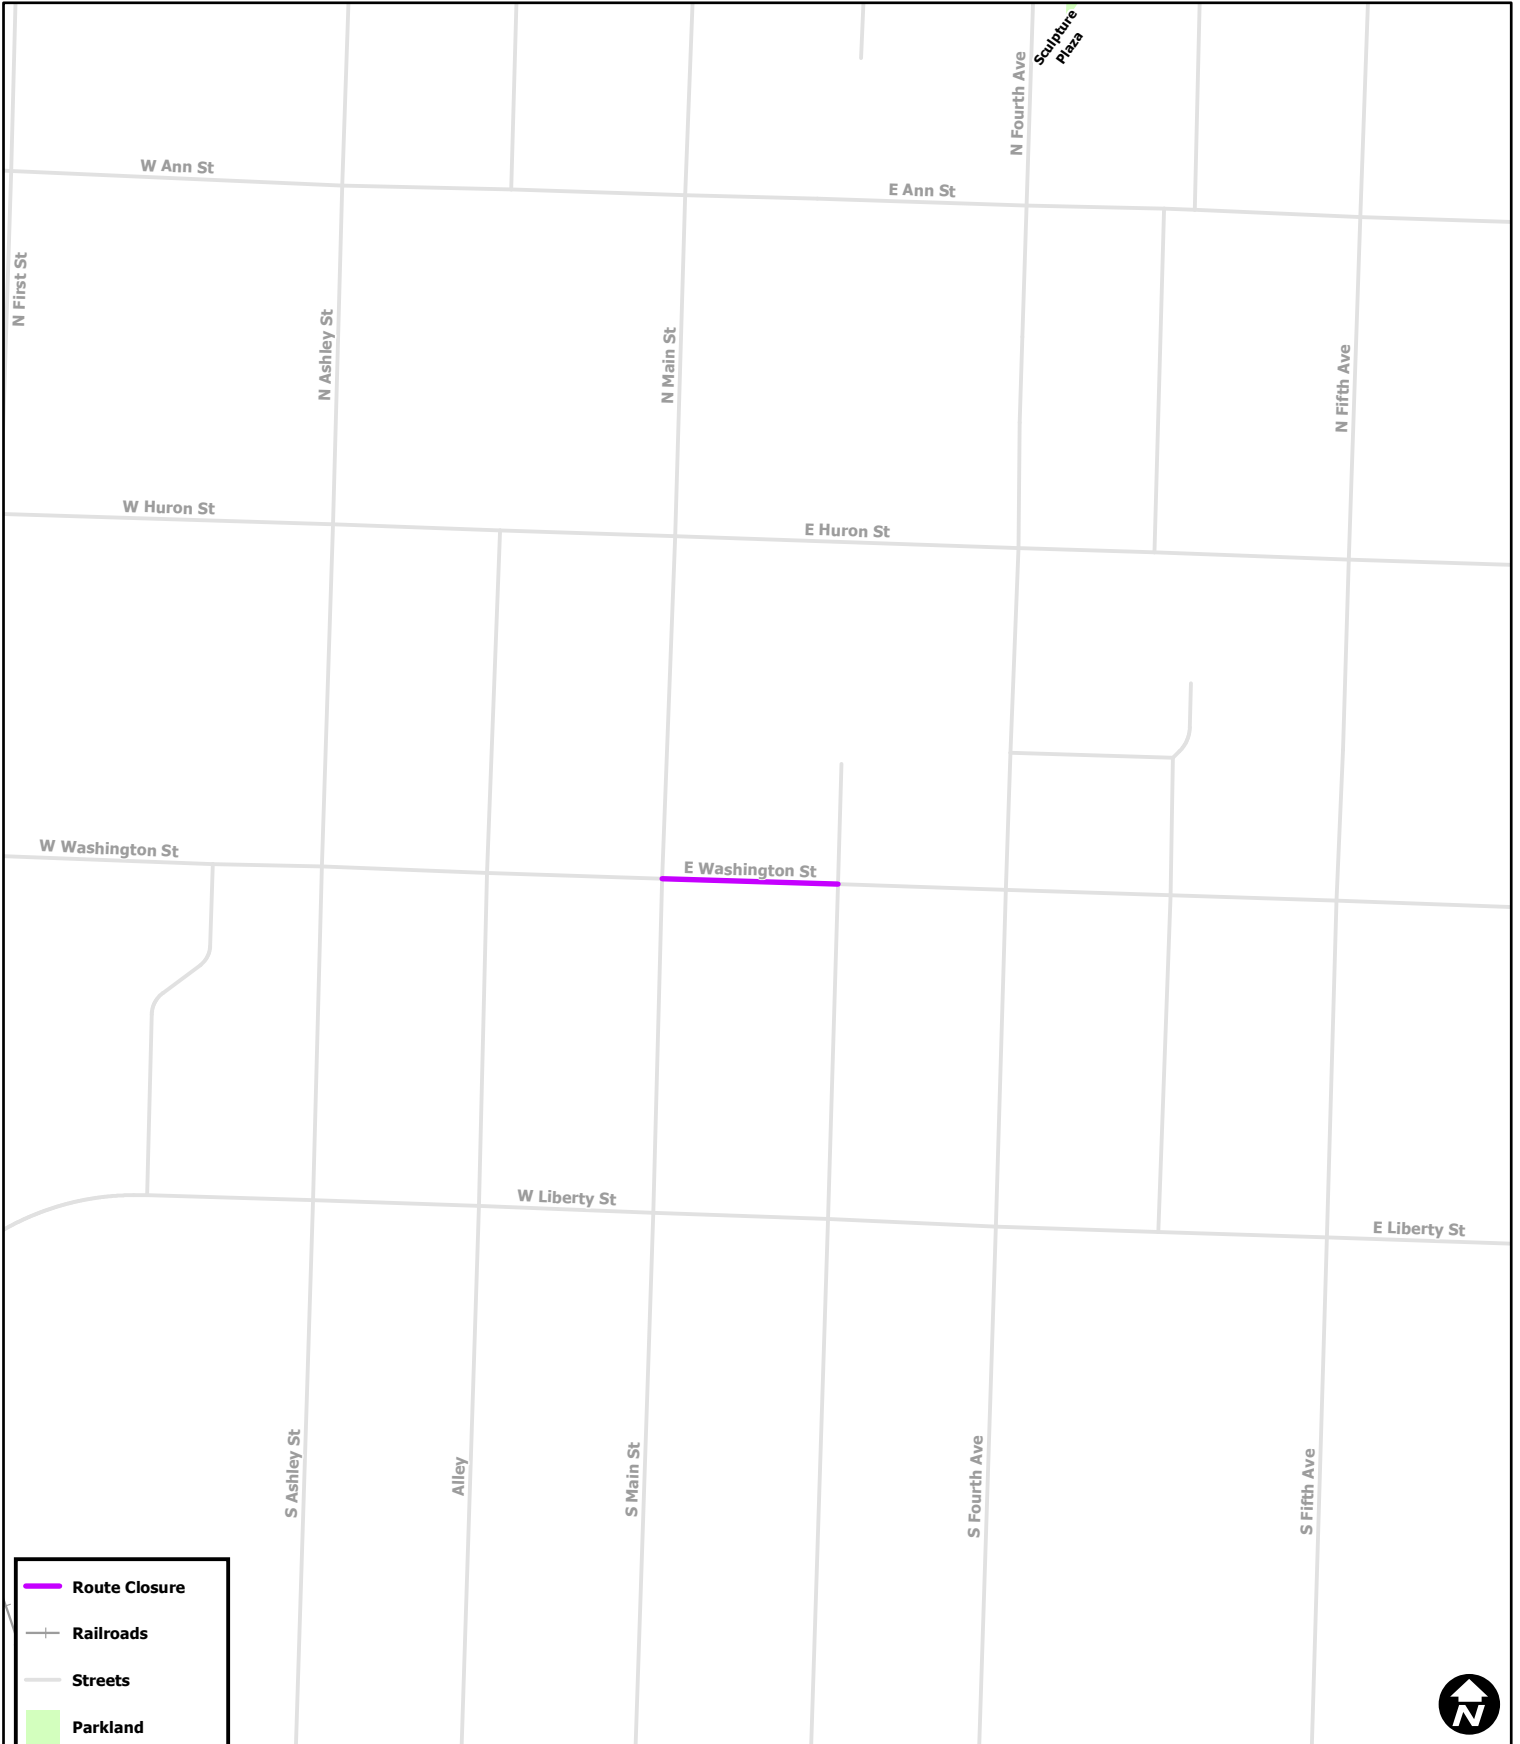 Sculpture
Plaza
N Fourth Ave
W Ann St
E Ann St
N First St
N Ashley St
N Main St
N Fifth Ave
W Huron St
E Huron St
W Washington St
E Washington St
W Liberty St
E Liberty St
S Ashley St
Alley
S Main St
S Fourth Ave
S Fifth Ave
Route Closure
Railroads
Streets
Parkland
N